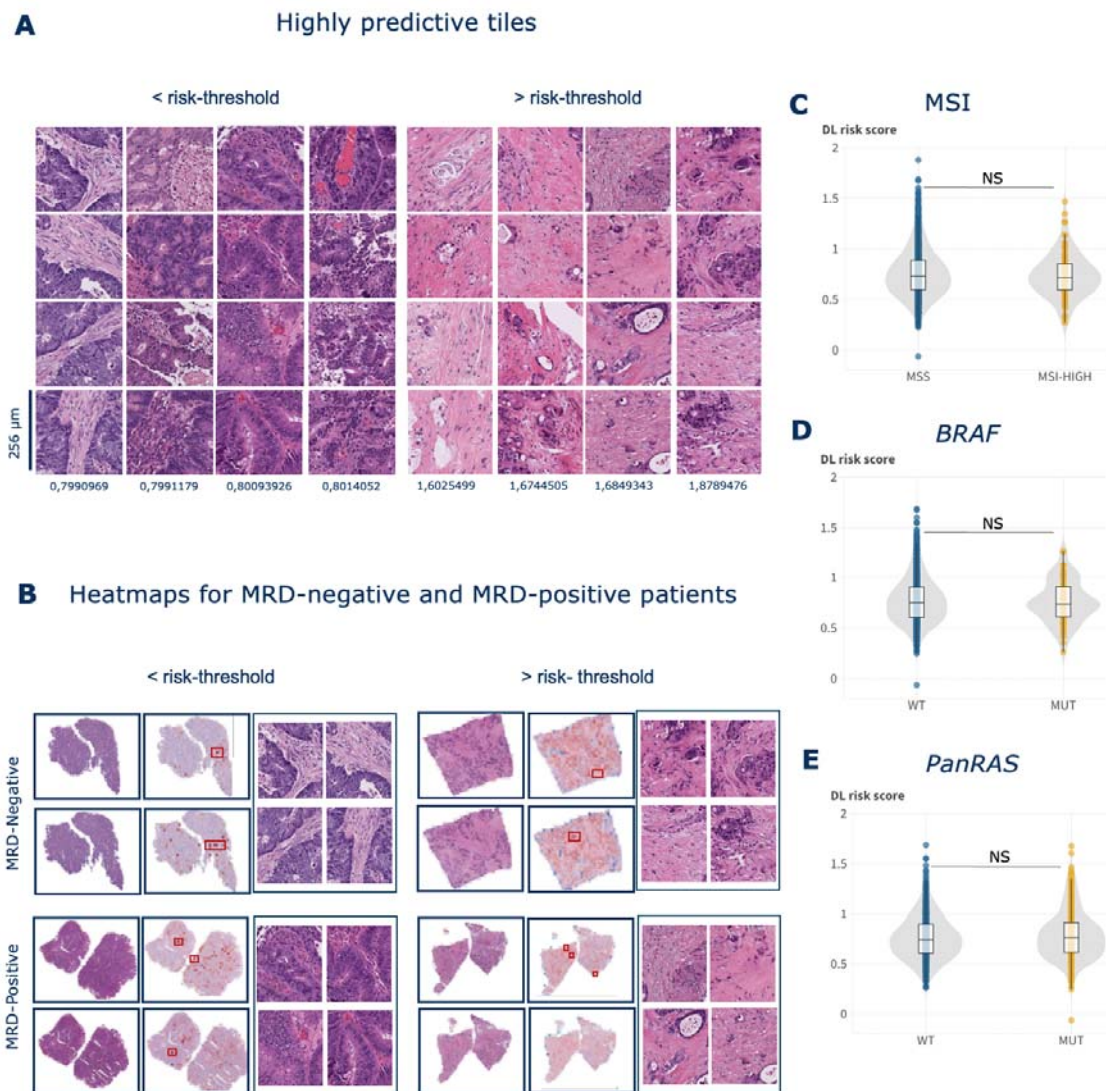 A
Highly predictive tiles
< risk-threshold
> risk-threshold
256 µm
0,7990969
0,7991179
0,80093926
0,8014052
1,6025499
1,6744505
1,6849343
1,8789476
B
Heatmaps for MRD-negative and MRD-positive patients
< risk-threshold
> risk- threshold
MRD-Negative
MRD-Positive
C
MSI
DL risk score
2
1.5
1
0.5
0
NS
MSS
MSI-HIGH
D
BRAF
DL risk score
2
1.5
1
0.5
0
NS
WT
MUT
E
PanRAS
DL risk score
2
1.5
1
0.5
0
NS
WT
MUT